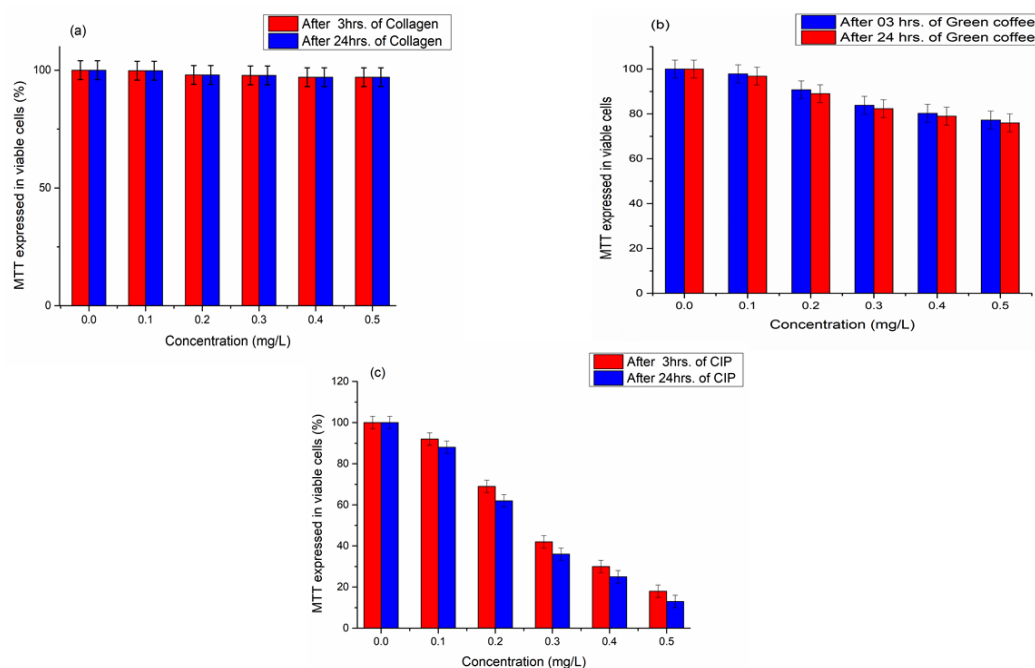 (a)
After 3hrs. of Collagen
After 24hrs. of Collagen
MTT expressed in viable cells (%)
100
50
0
0.0 0.1 0.2 0.3 0.4 0.5
Concentration (mg/L)
(b)
After 03 hrs. of Green coffee
After 24 hrs. of Green coffee
MTT expressed in viable cells
100
80
60
40
20
0
0.0 0.1 0.2 0.3 0.4 0.5
Concentration (mg/L)
(c)
After 3hrs. of CIP
After 24hrs. of CIP
MTT expressed in viable cells (%)
120
100
80
60
40
20
0
0.0 0.1 0.2 0.3 0.4 0.5
Concentration (mg/L)